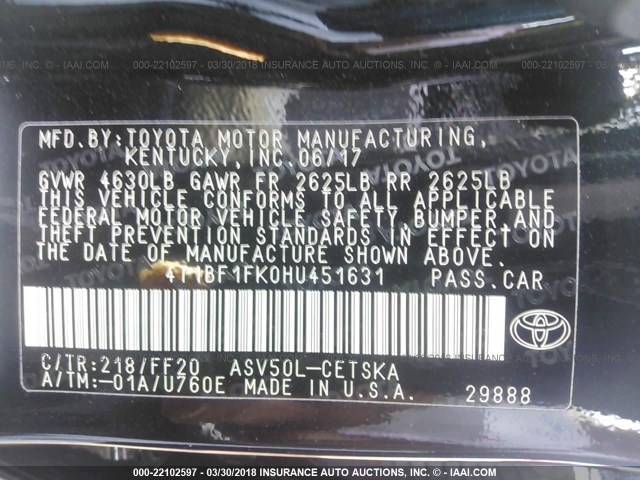 000-22102597 - 03/30/2018 INSURANCE AUTO AUCTIONS, INC. - © IAAI.COM
MFD.BY:TOYOTA MOTOR MANUFACTURING,
KENTUCKY, INC. 06/17
GVWR 4630LB GAWR FR 2625LB RR 2625LB
THIS VEHICLE CONFORMS TO ALL APPLICABLE
FEDERAL MOTOR VEHICLE SAFETY, BUMPER, AND
THEFT PREVENTION STANDARDS IN EFFECT ON
THE DATE OF MANUFACTURE SHOWN ABOVE.
4T1BF1FK0HU451631 PASS.CAR
C/TR:218/FF20 ASV50L-CETSKA
A/TM:-01A/U760E MADE IN U.S.A. 29888
000-22102597 - 03/30/2018 INSURANCE AUTO AUCTIONS, INC. - © IAAI.COM